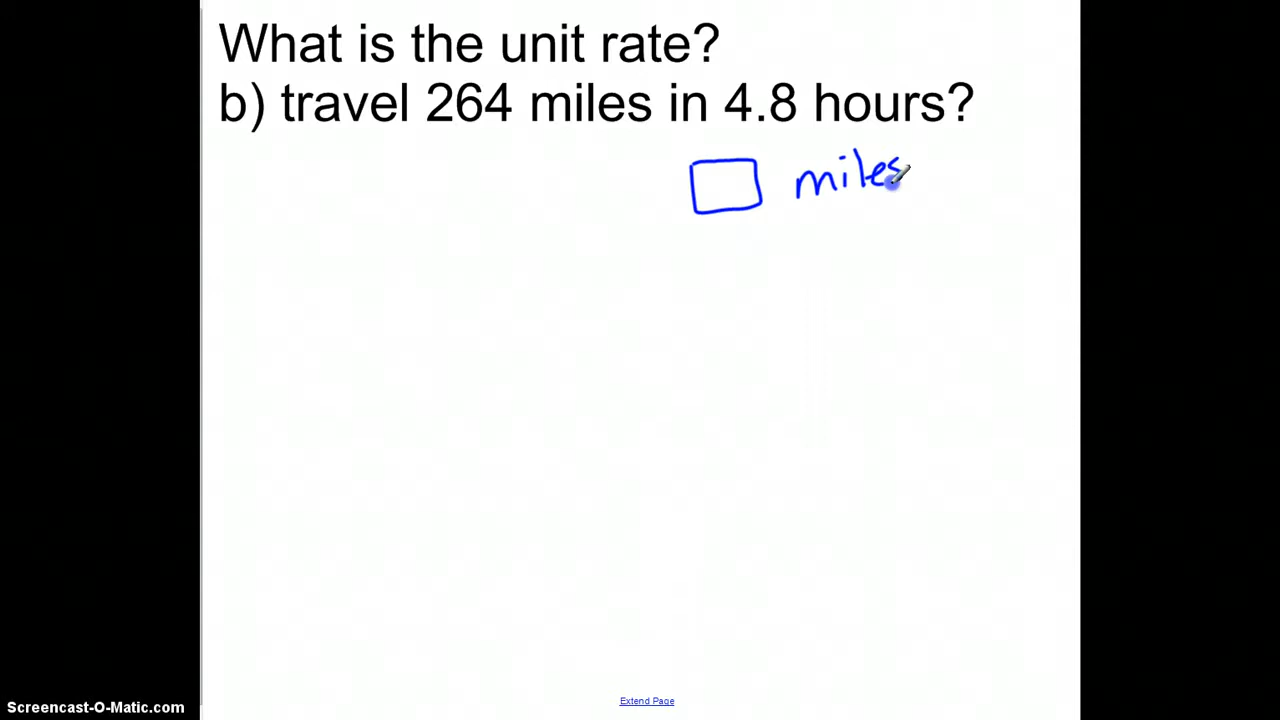 What is the unit rate?
b) travel 264 miles in 4.8 hours?
miles
Extend Page
Screencast-O-Matic.com